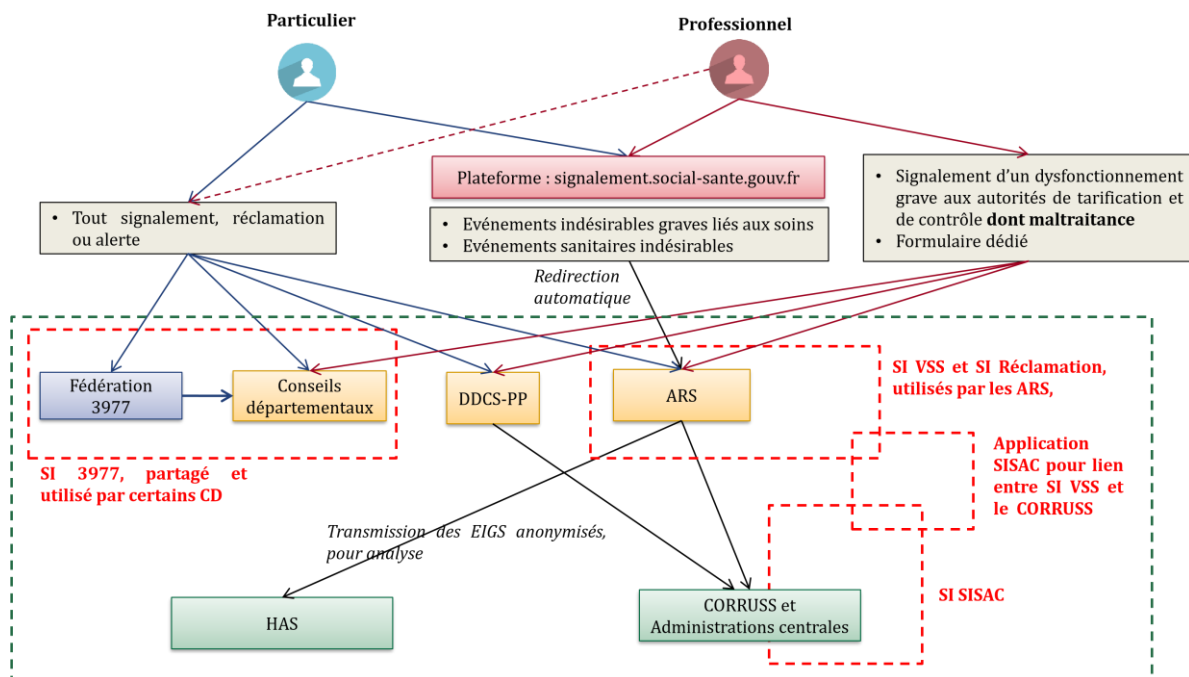 Particulier
Professionnel
Plateforme : signalement.social-sante.gouv.fr
• Tout signalement, réclamation
ou alerte
• Evénements indésirables graves liés aux soins
• Evénements sanitaires indésirables
• Signalement d'un dysfonctionnement
grave aux autorités de tarification et
de contrôle dont maltraitance
• Formulaire dédié
Redirection
automatique
Fédération
3977
Conseils
départementaux
DDCS-PP
ARS
SI VSS et SI Réclamation,
utilisés par les ARS,
SI 3977, partagé et
utilisé par certains CD
Application
SISAC pour lien
entre SI VSS et
le CORRUSS
Transmission des EIGS anonymisés,
pour analyse
HAS
CORRUSS et
Administrations centrales
SI SISAC